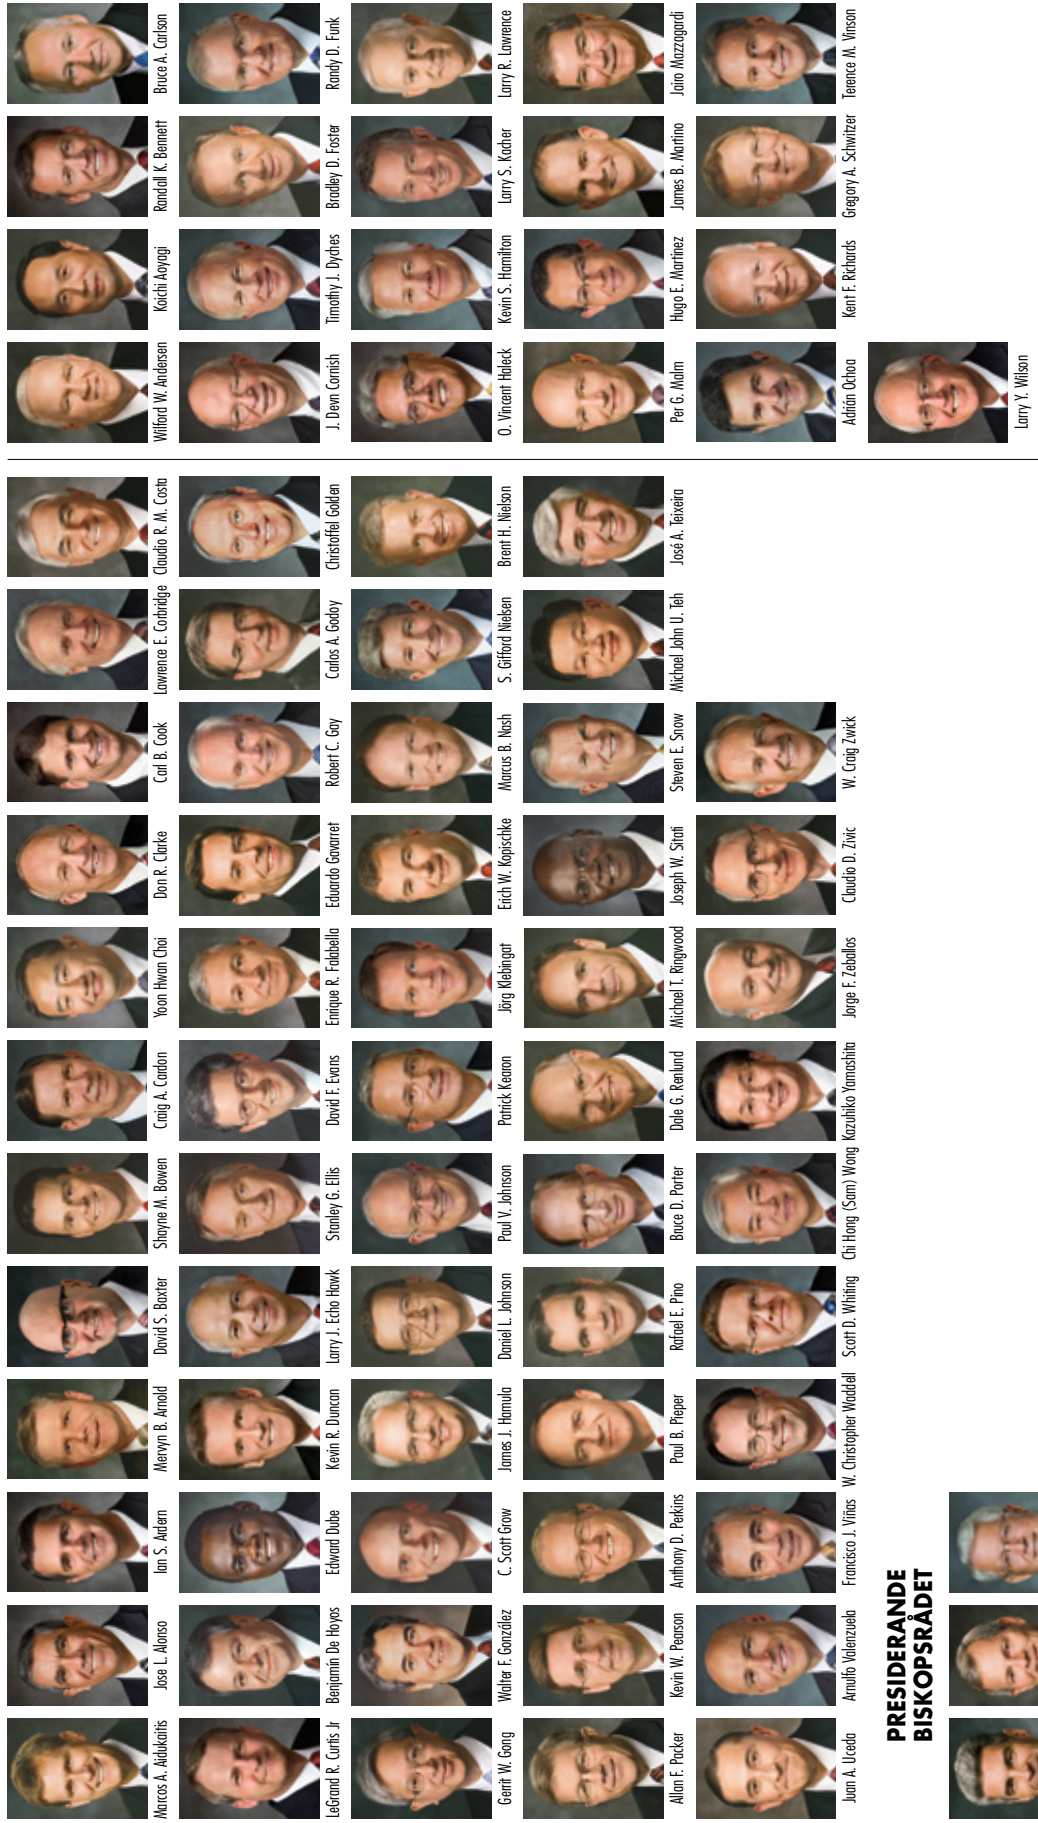 Marcos A. Aidukaitis
Jose L. Alonso
Ian S. Ardern
Mervyn B. Arnold
David S. Baxter
Shayne M. Bowen
Craig A. Cardon
Yoon Hwan Choi
Don R. Clarke
Carl B. Cook
Lawrence E. Corbridge
Claudio R. M. Costa
LeGrand R. Curtis Jr
Benjamín De Hoyos
Edward Dube
Kevin R. Duncan
Larry J. Echo Hawk
Stanley G. Ellis
David F. Evans
Enrique R. Falabella
Eduardo Gavarret
Robert C. Gay
Carlos A. Godoy
Christoffel Golden
Gerrit W. Gong
Walter F. González
C. Scott Grow
James J. Hamula
Daniel L. Johnson
Paul V. Johnson
Patrick Kearon
Jörg Klebingat
Erich W. Kopischke
Marcus B. Nash
S. Gifford Nielsen
Brent H. Nielson
Allan F. Packer
Kevin W. Pearson
Anthony D. Perkins
Paul B. Pieper
Rafael E. Pino
Bruce D. Porter
Dale G. Renlund
Michael T. Ringwood
Joseph W. Sitati
Steven E. Snow
Michael John U. Teh
José A. Teixeira
Juan A. Uceda
Arnulfo Valenzuela
Francisco J. Viñas
W. Christopher Waddell
Scott D. Whiting
Chi Hong (Sam) Wong
Kazuhiko Yamashita
Jorge F. Zeballos
Claudio D. Zivic
W. Craig Zwick
Wilford W. Andersen
Koichi Aoyagi
Randall K. Bennett
Bruce A. Carlson
J. Devn Cornish
Timothy J. Dyches
Bradley D. Foster
Randy D. Funk
O. Vincent Haleck
Kevin S. Hamilton
Larry S. Kacher
Larry R. Lawrence
Per G. Malm
Hugo E. Martinez
James B. Martino
Jairo Mazzagardi
Adrián Ochoa
Kent F. Richards
Gregory A. Schwitzer
Terence M. Vinson
Larry Y. Wilson
PRESIDERANDE
BISKOPSRÅDET